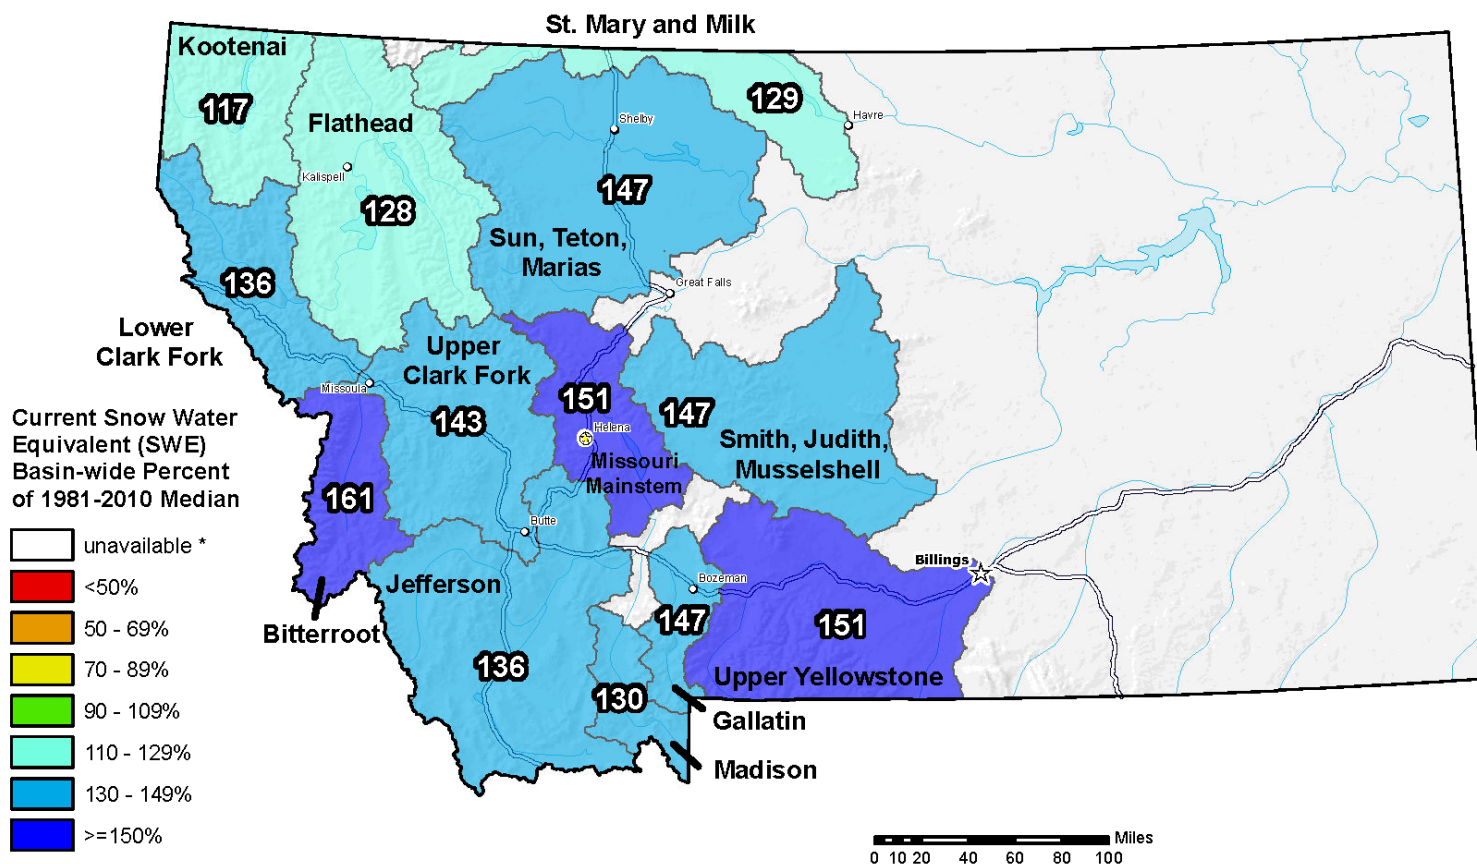 St. Mary and Milk
Kootenai
117
129
Havre
Flathead
Shelby
Kalispell
147
128
Sun, Teton,
Marias
136
Great Falls
Lower
Clark Fork
Upper
Clark Fork
Missoula
151
147
143
Helena
Smith, Judith,
Musselshell
Missouri
Mainstem
161
Butte
Billings
Jefferson
Bozeman
147
151
Bitterroot
136
130
Upper Yellowstone
Gallatin
Madison
Current Snow Water
Equivalent (SWE)
Basin-wide Percent
of 1981-2010 Median
unavailable *
<50%
50 - 69%
70 - 89%
90 - 109%
110 - 129%
130 - 149%
>=150%
Miles
0 10 20 40 60 80 100